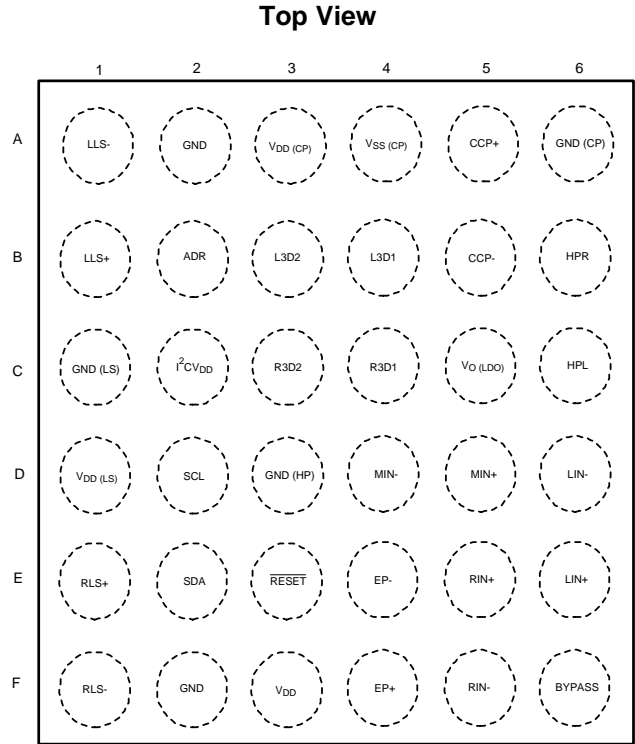 Top View
1 2 3 4 5 6
A LLS- GND VDD (CP) VSS (CP) CCP+ GND (CP)
B LLS+ ADR L3D2 L3D1 CCP- HPR
C GND (LS) I²CVDD R3D2 R3D1 VO (LDO) HPL
D VDD (LS) SCL GND (HP) MIN- MIN+ LIN-
E RLS+ SDA RESET EP- RIN+ LIN+
F RLS- GND VDD EP+ RIN- BYPASS